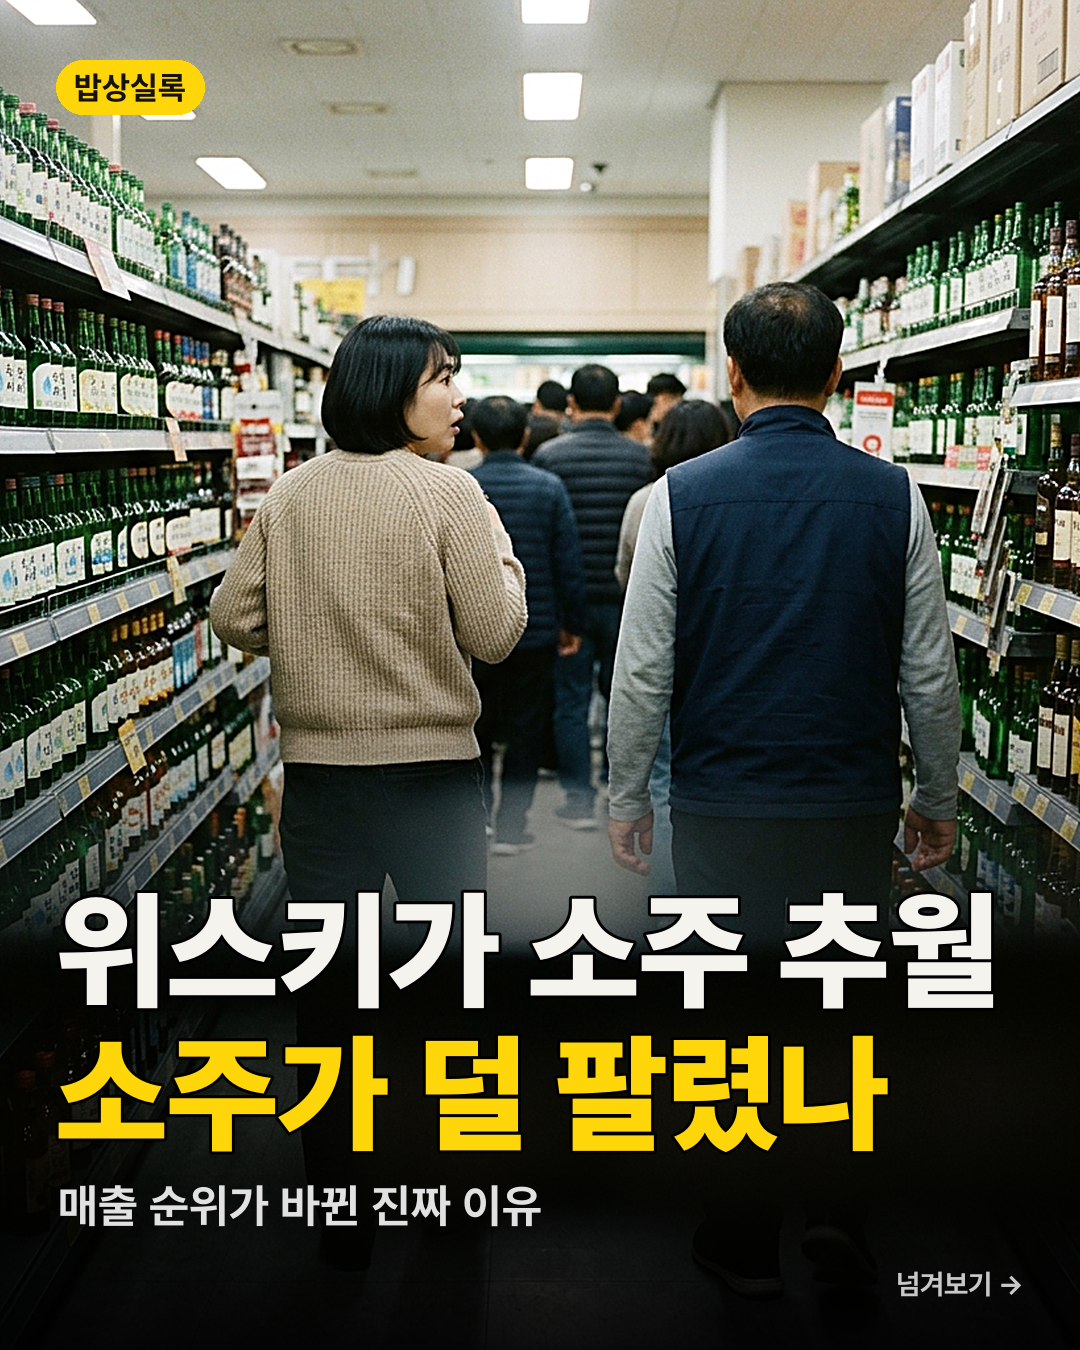 밥상실록
위스키가 소주 추월
소주가 덜 팔렸나
매출 순위가 바뀐 진짜 이유
넘겨보기 →